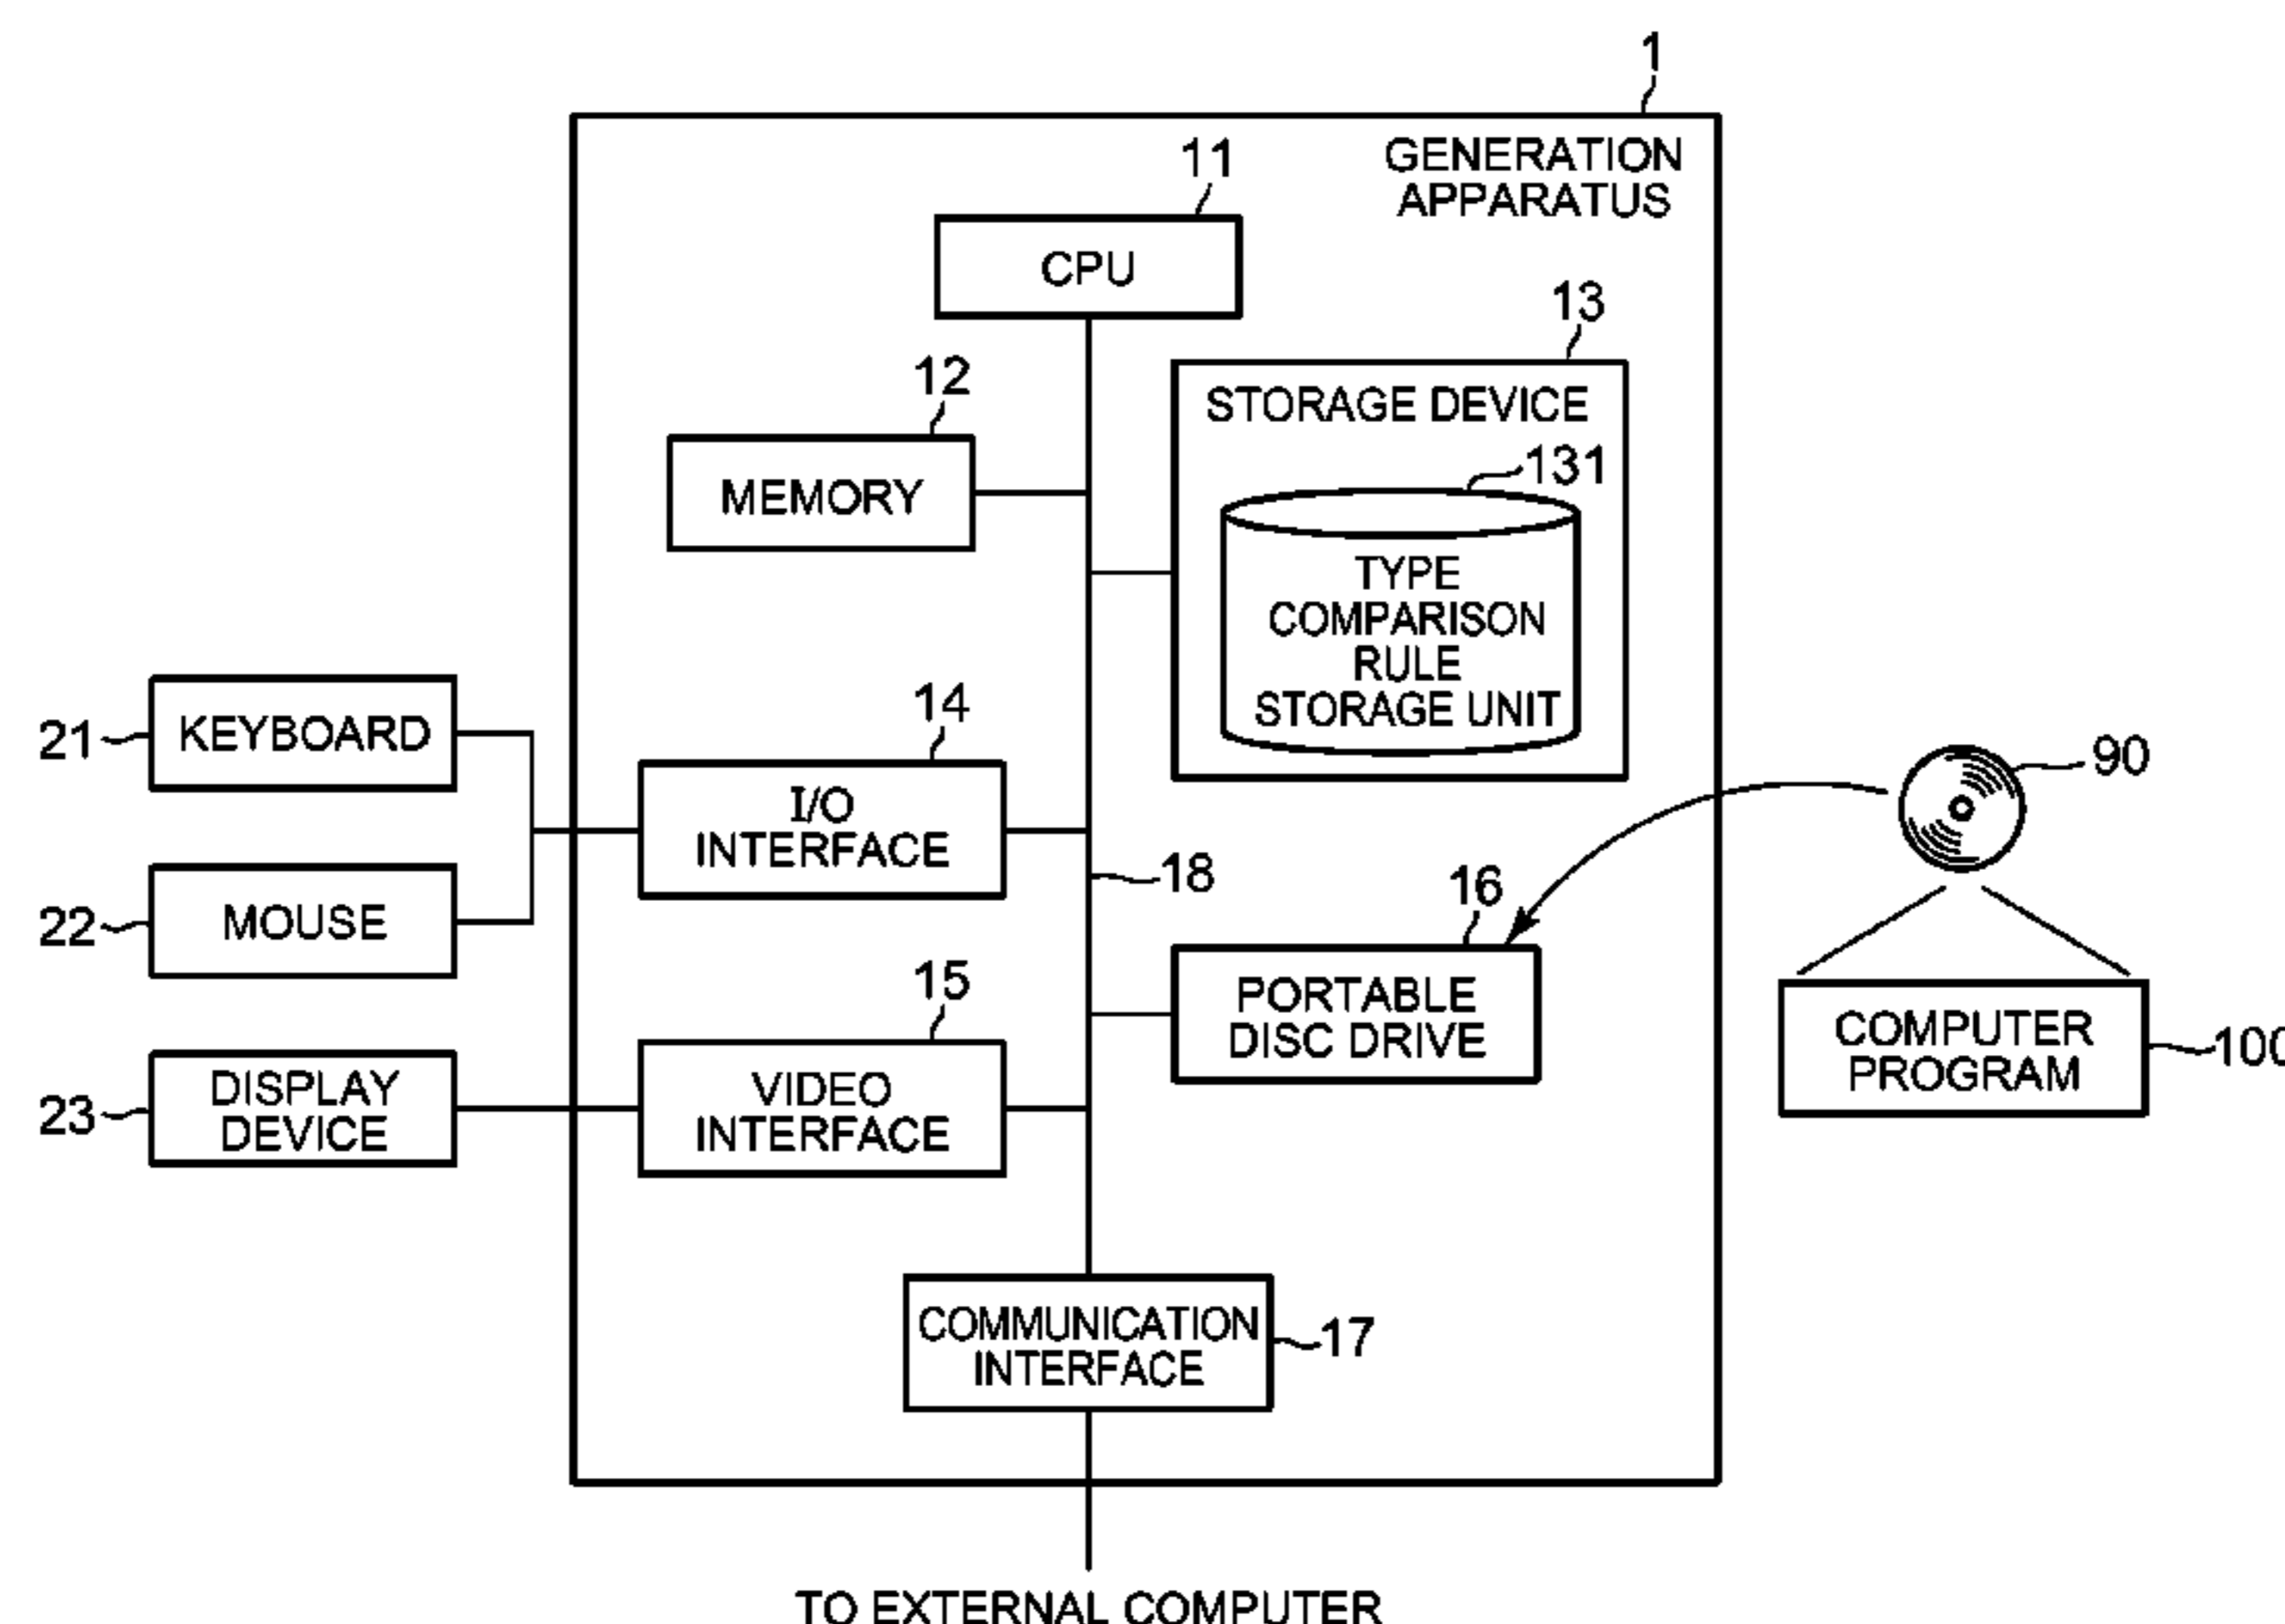 1
GENERATION
APPARATUS
11
CPU
13
STORAGE DEVICE
12
MEMORY
131
TYPE
COMPARISON
RULE
STORAGE UNIT
21
KEYBOARD
14
I/O
INTERFACE
90
18
22
MOUSE
16
PORTABLE
DISC DRIVE
15
VIDEO
INTERFACE
COMPUTER
PROGRAM
100
23
DISPLAY
DEVICE
COMMUNICATION
INTERFACE
17
TO EXTERNAL COMPUTER